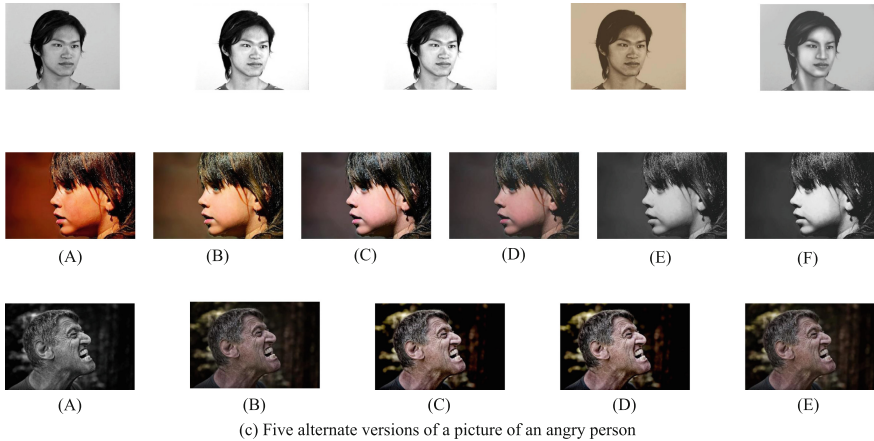 (A) (B) (C) (D) (E) (F)
(A) (B) (C) (D) (E)
(c) Five alternate versions of a picture of an angry person